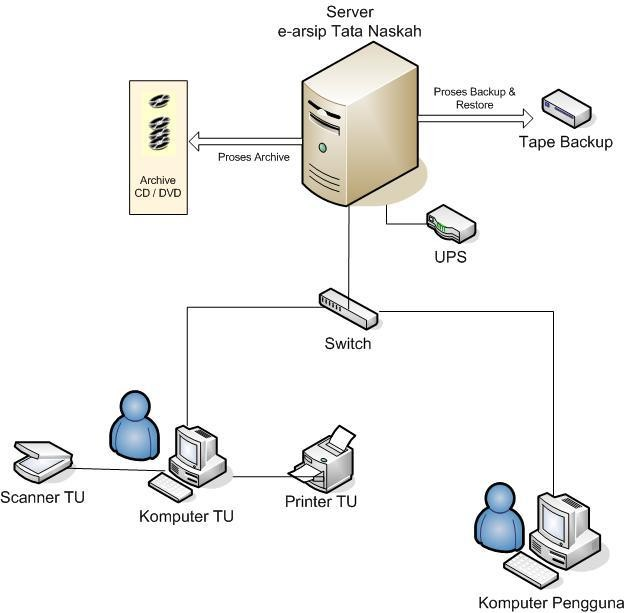 Server
e-arsip Tata Naskah
Proses Backup &
Restore
Tape Backup
Proses Archive
Archive
CD / DVD
UPS
Switch
Scanner TU
Komputer TU
Printer TU
Komputer Pengguna